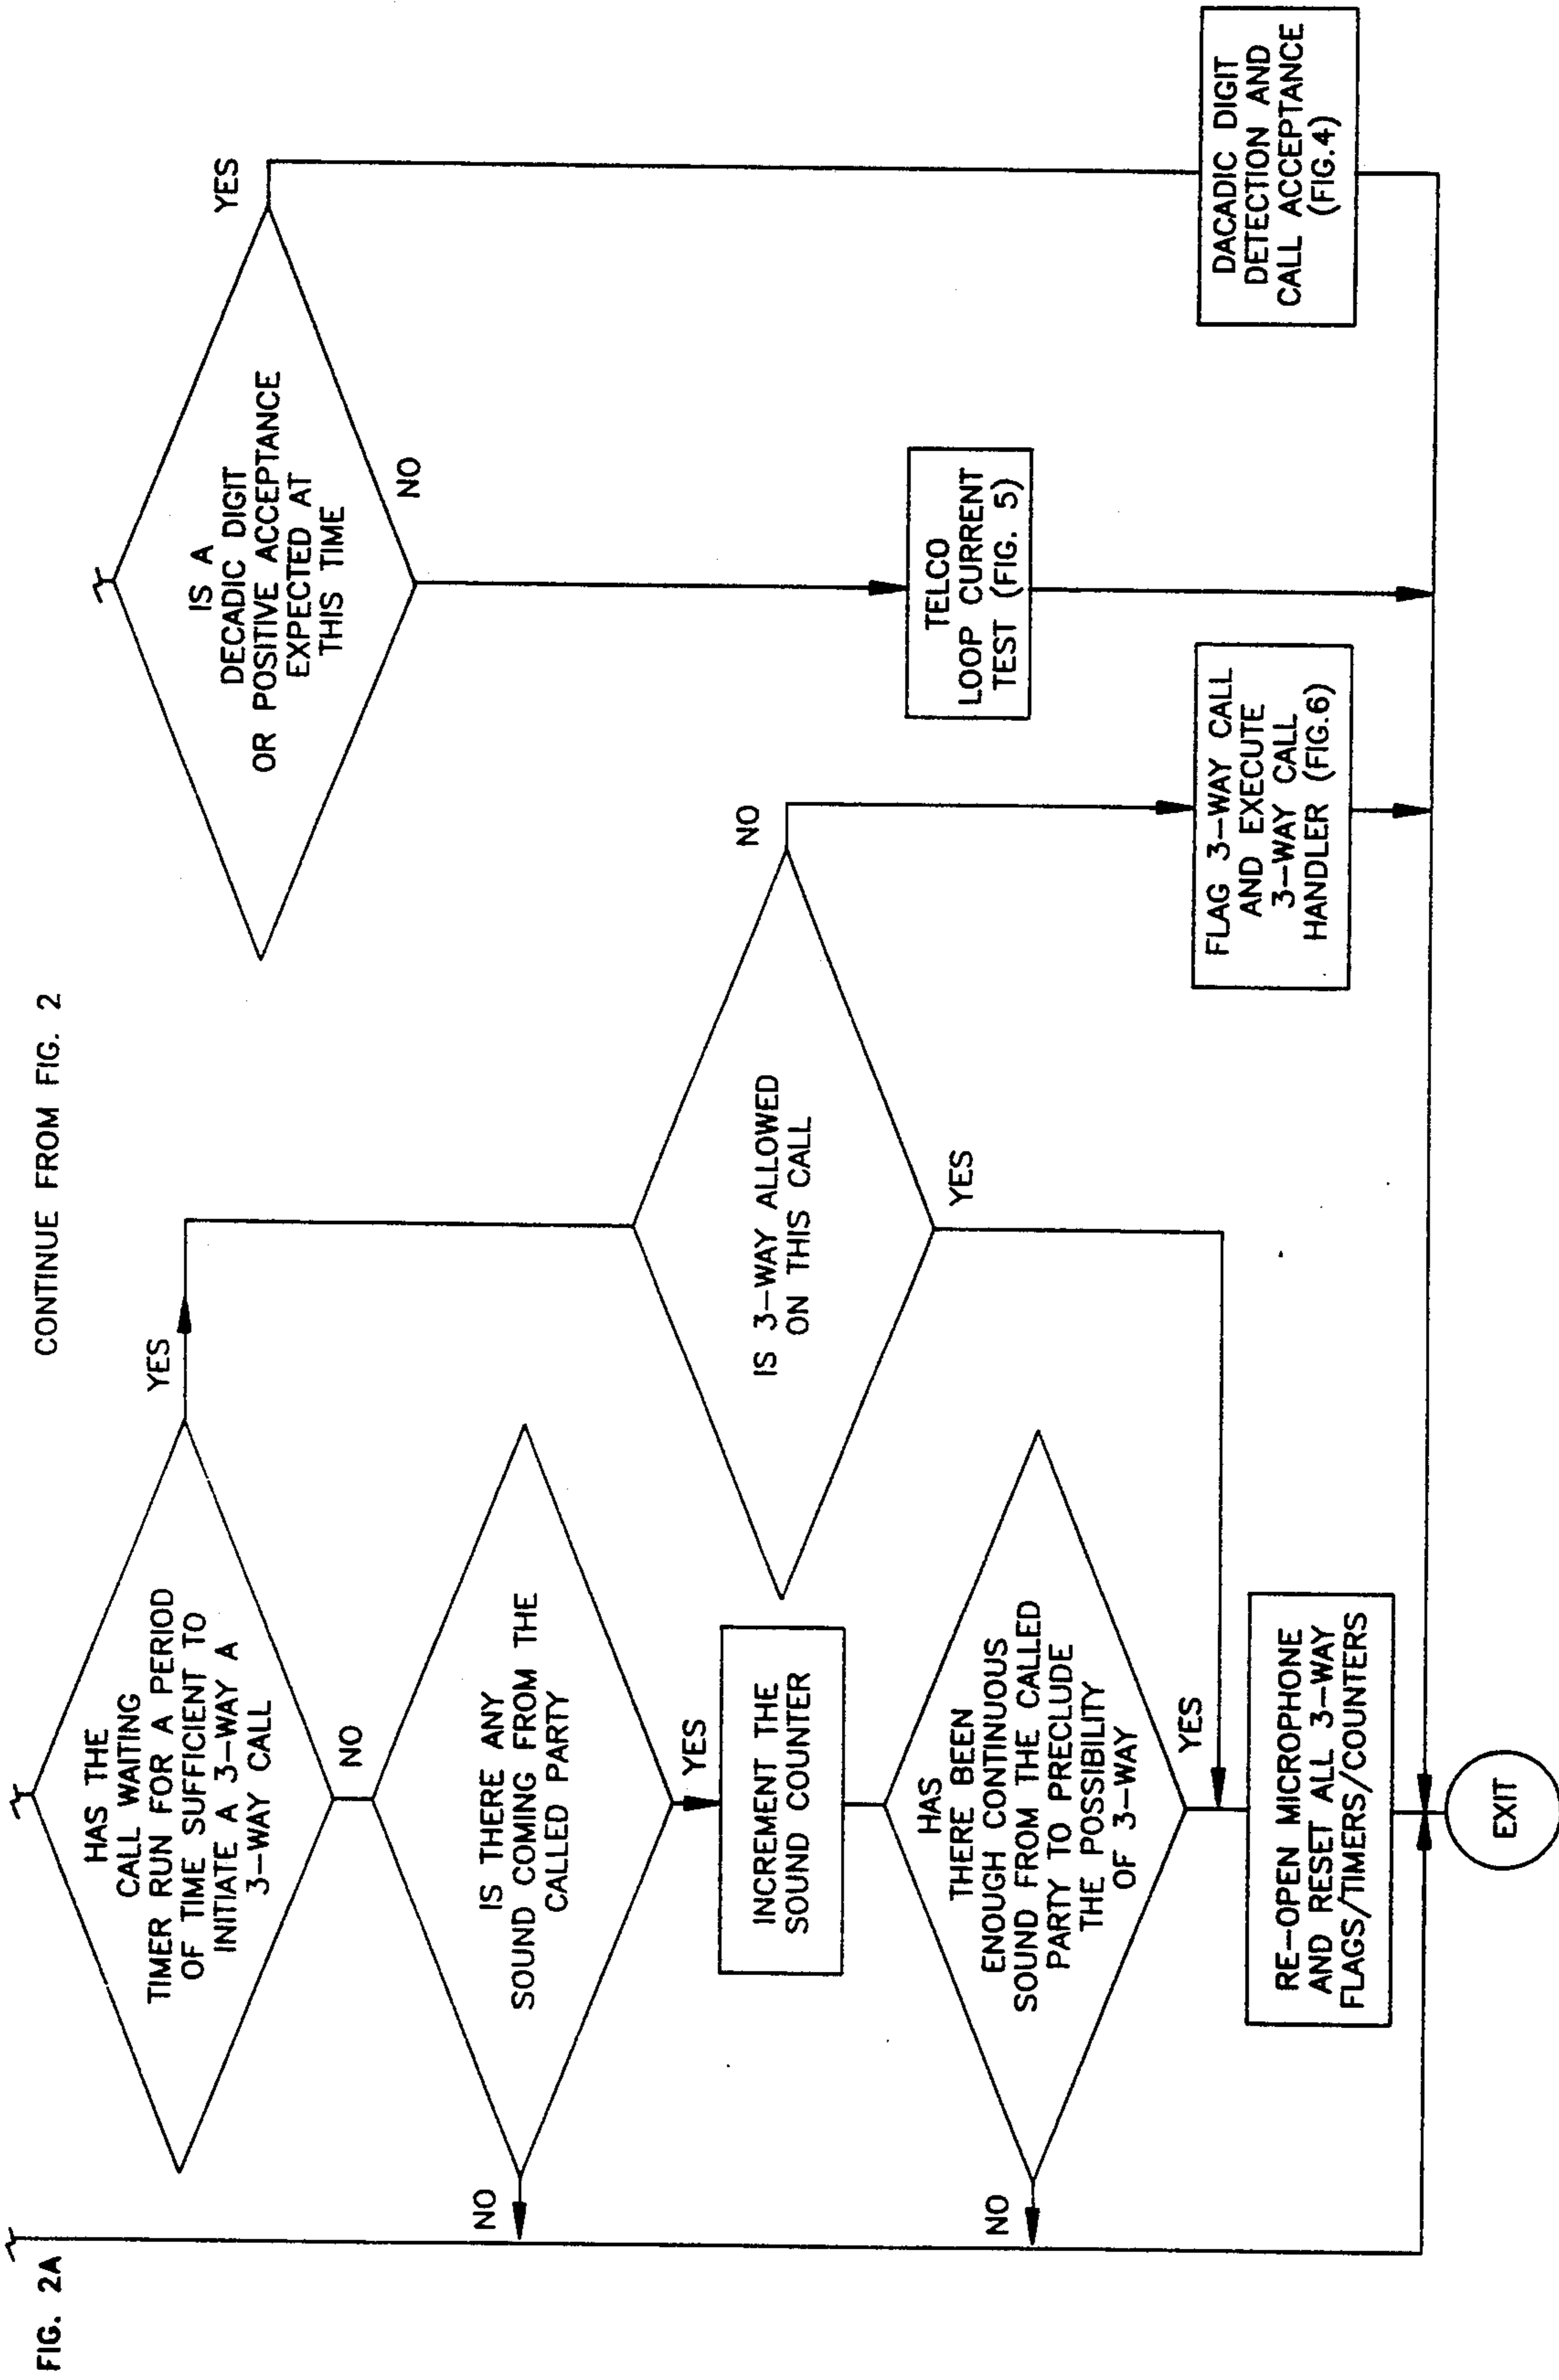 FIG. 2A
CONTINUE FROM FIG. 2
HAS THE
CALL WAITING
TIMER RUN FOR A PERIOD
OF TIME SUFFICIENT TO
INITIATE A 3-WAY A
3-WAY CALL
YES
NO
IS THERE ANY
SOUND COMING FROM THE
CALLED PARTY
NO
YES
INCREMENT THE
SOUND COUNTER
HAS
THERE BEEN
ENOUGH CONTINUOUS
SOUND FROM THE CALLED
PARTY TO PRECLUDE
THE POSSIBILITY
OF 3-WAY
NO
YES
RE-OPEN MICROPHONE
AND RESET ALL 3-WAY
FLAGS/TIMERS/COUNTERS
EXIT
IS 3-WAY ALLOWED
ON THIS CALL
YES
NO
FLAG 3-WAY CALL
AND EXECUTE
3-WAY CALL
HANDLER (FIG.6)
IS A
DECADIC DIGIT
OR POSITIVE ACCEPTANCE
EXPECTED AT
THIS TIME
NO
YES
TELCO
LOOP CURRENT
TEST (FIG. 5)
DACADIC DIGIT
DETECTION AND
CALL ACCEPTANCE
(FIG.4)